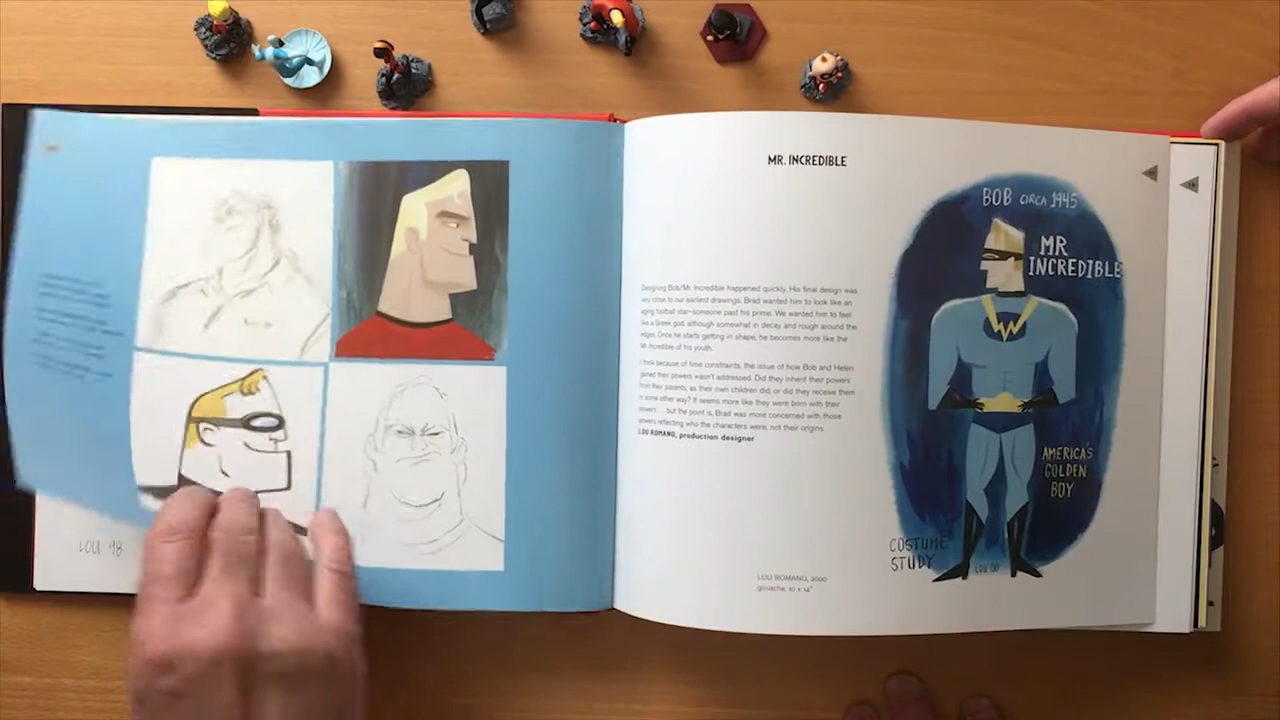 LOU 98
MR. INCREDIBLE
Designing Bob/Mr. Incredible happened quickly. His final design was
very close to our earliest drawings. Brad wanted him to look like an
aging football star—someone past his prime. We wanted him to feel
like a Greek god, although somewhat in decay and rough around the
edges. Once he starts getting in shape, he becomes more like the
Mr. Incredible of his youth.
I think because of time constraints, the issue of how Bob and Helen
gained their powers wasn't addressed. Did they inherit their powers
from their parents, as their own children did, or did they receive them
in some other way? It seems more like they were born with their
powers . . . but the point is, Brad was more concerned with those
powers reflecting who the characters were, not their origins.
LOU ROMANO, production designer
LOU ROMANO, 2000
gouache, 10 x 14"
BOB CIRCA 1945
MR
INCREDIBLE
AMERICA'S
GOLDEN
BOY
COSTUME
STUDY
LOU 00